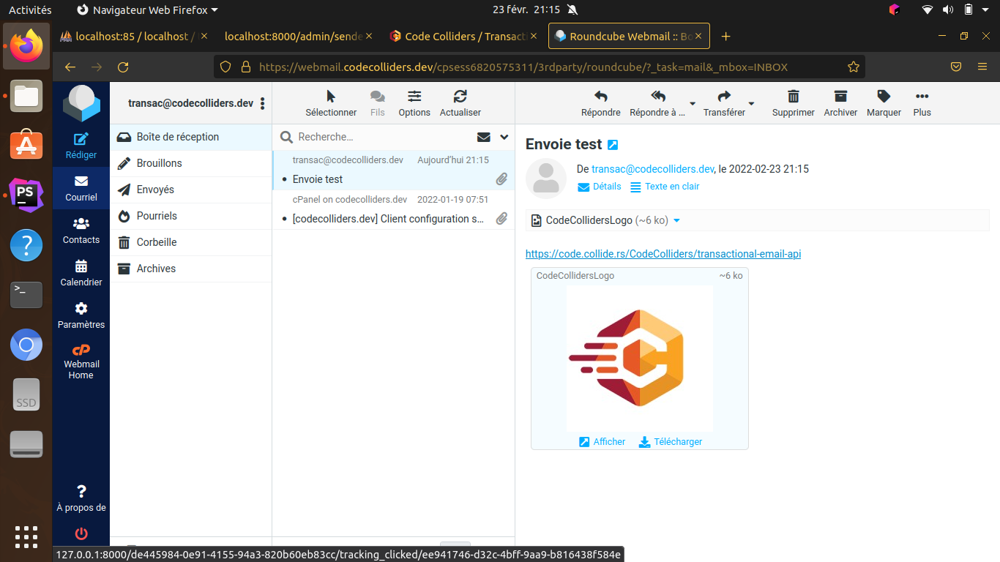 Activités
Navigateur Web Firefox
23 févr. 21:15
localhost:85 / localhost /
localhost:8000/admin/sende
Code Colliders / Transact
Roundcube Webmail :: Bo
https://webmail.codecolliders.dev/cpsess6820575311/3rdparty/roundcube/?_task=mail&_mbox=INBOX
PS
>_
SSD
Rédiger
Courriel
Contacts
Calendrier
Paramètres
cP
Webmail
Home
À propos de
transac@codecolliders.dev
Boîte de réception
Brouillons
Envoyés
Pourriels
Corbeille
Archives
Sélectionner
Fils
Options
Actualiser
Recherche…
transac@codecolliders.dev Aujourd'hui 21:15
Envoie test
cPanel on codecolliders.dev 2022-01-19 07:51
[codecolliders.dev] Client configuration s…
Répondre
Répondre à …
Transférer
Supprimer
Archiver
Marquer
Plus
Envoie test
De transac@codecolliders.dev, le 2022-02-23 21:15
Détails
Texte en clair
CodeCollidersLogo (~6 ko)
https://code.collide.rs/CodeColliders/transactional-email-api
CodeCollidersLogo ~6 ko
Afficher
Télécharger
127.0.0.1:8000/de445984-0e91-4155-94a3-820b60eb83cc/tracking_clicked/ee941746-d32c-4bff-9aa9-b816438f584e